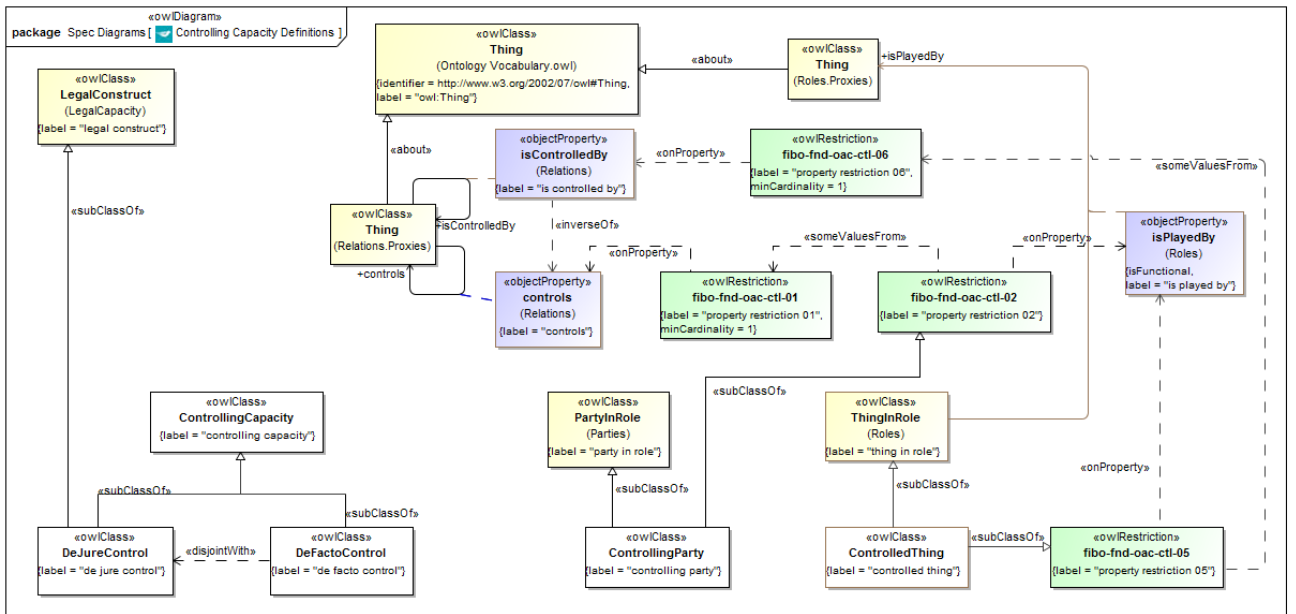 «owlDiagram»
package Spec Diagrams [ Controlling Capacity Definitions ]
«owlClass»
Thing
(Ontology Vocabulary.owl)
{identifier = http://www.w3.org/2002/07/owl#Thing,
label = "owl:Thing"}
«about»
«owlClass»
Thing
(Roles.Proxies)
+isPlayedBy
«owlClass»
LegalConstruct
(LegalCapacity)
{label = "legal construct"}
«about»
«objectProperty»
isControlledBy
(Relations)
{label = "is controlled by"}
«onProperty»
«owlRestriction»
fibo-fnd-oac-ctl-06
{label = "property restriction 06",
minCardinality = 1}
«someValuesFrom»
«subClassOf»
«owlClass»
Thing
(Relations.Proxies)
+isControlledBy
+controls
«inverseOf»
«objectProperty»
controls
(Relations)
{label = "controls"}
«onProperty»
«owlRestriction»
fibo-fnd-oac-ctl-01
{label = "property restriction 01",
minCardinality = 1}
«someValuesFrom»
«owlRestriction»
fibo-fnd-oac-ctl-02
{label = "property restriction 02"}
«onProperty»
«objectProperty»
isPlayedBy
(Roles)
{isFunctional,
label = "is played by"}
«owlClass»
ControllingCapacity
{label = "controlling capacity"}
«owlClass»
PartyInRole
(Parties)
{label = "party in role"}
«subClassOf»
«owlClass»
ThingInRole
(Roles)
{label = "thing in role"}
«onProperty»
«subClassOf»
«subClassOf»
«subClassOf»
«subClassOf»
«owlClass»
DeJureControl
{label = "de jure control"}
«disjointWith»
«owlClass»
DeFactoControl
{label = "de facto control"}
«owlClass»
ControllingParty
{label = "controlling party"}
«owlClass»
ControlledThing
{label = "controlled thing"}
«subClassOf»
«owlRestriction»
fibo-fnd-oac-ctl-05
{label = "property restriction 05"}